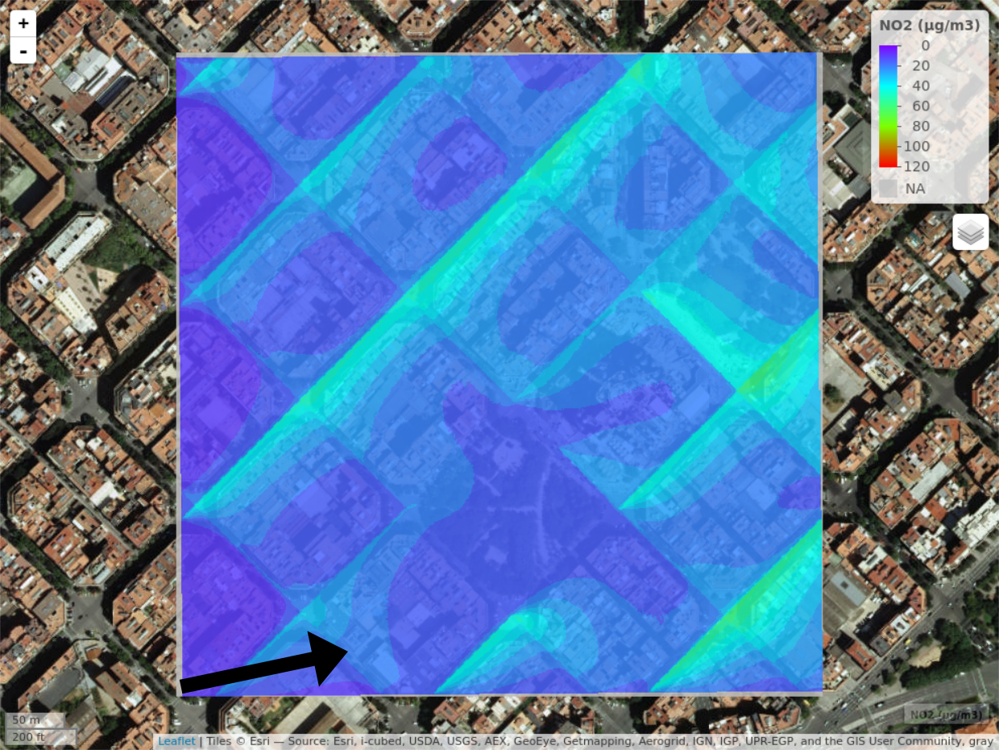 +
-
NO2 (µg/m3)
0
20
40
60
80
100
120
NA
50 m
200 ft
NO2 (µg/m3)
Leaflet | Tiles © Esri — Source: Esri, i-cubed, USDA, USGS, AEX, GeoEye, Getmapping, Aerogrid, IGN, IGP, UPR-EGP, and the GIS User Community, gray